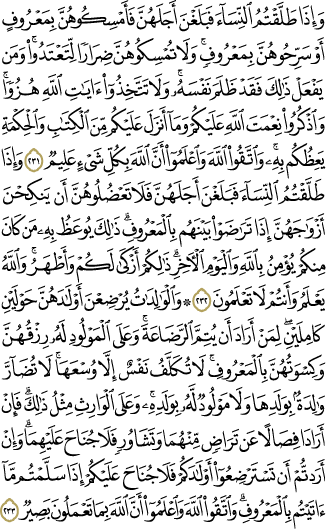 وَإِذَا طَلَّقْتُمُ ٱلنِّسَآءَ فَبَلَغْنَ أَجَلَهُنَّ فَأَمْسِكُوهُنَّ بِمَعْرُوفٍ
أَوْ سَرِّحُوهُنَّ بِمَعْرُوفٍ ۚ وَلَا تُمْسِكُوهُنَّ ضِرَارًا لِّتَعْتَدُوا۟ ۚ وَمَن
يَفْعَلْ ذَٰلِكَ فَقَدْ ظَلَمَ نَفْسَهُۥ ۚ وَلَا تَتَّخِذُوٓا۟ ءَايَـٰتِ ٱللَّهِ هُزُوًا ۚ
وَٱذْكُرُوا۟ نِعْمَتَ ٱللَّهِ عَلَيْكُمْ وَمَآ أَنزَلَ عَلَيْكُم مِّنَ ٱلْكِتَـٰبِ وَٱلْحِكْمَةِ
يَعِظُكُم بِهِۦ ۚ وَٱتَّقُوا۟ ٱللَّهَ وَٱعْلَمُوٓا۟ أَنَّ ٱللَّهَ بِكُلِّ شَىْءٍ عَلِيمٌ ٢٣١ وَإِذَا
طَلَّقْتُمُ ٱلنِّسَآءَ فَبَلَغْنَ أَجَلَهُنَّ فَلَا تَعْضُلُوهُنَّ أَن يَنكِحْنَ
أَزْوَٰجَهُنَّ إِذَا تَرَٰضَوْا۟ بَيْنَهُم بِٱلْمَعْرُوفِ ۗ ذَٰلِكَ يُوعَظُ بِهِۦ مَن كَانَ
مِنكُمْ يُؤْمِنُ بِٱللَّهِ وَٱلْيَوْمِ ٱلْـَٔاخِرِ ۗ ذَٰلِكُمْ أَزْكَىٰ لَكُمْ وَأَطْهَرُ ۗ وَٱللَّهُ
يَعْلَمُ وَأَنتُمْ لَا تَعْلَمُونَ ٢٣٢ ۞ وَٱلْوَٰلِدَٰتُ يُرْضِعْنَ أَوْلَـٰدَهُنَّ حَوْلَيْنِ
كَامِلَيْنِ ۖ لِمَنْ أَرَادَ أَن يُتِمَّ ٱلرَّضَاعَةَ ۚ وَعَلَى ٱلْمَوْلُودِ لَهُۥ رِزْقُهُنَّ
وَكِسْوَتُهُنَّ بِٱلْمَعْرُوفِ ۚ لَا تُكَلَّفُ نَفْسٌ إِلَّا وُسْعَهَا ۚ لَا تُضَآرَّ
وَٰلِدَةٌۢ بِوَلَدِهَا وَلَا مَوْلُودٌ لَّهُۥ بِوَلَدِهِۦ ۚ وَعَلَى ٱلْوَارِثِ مِثْلُ ذَٰلِكَ ۗ فَإِنْ
أَرَادَا فِصَالًا عَن تَرَاضٍ مِّنْهُمَا وَتَشَاوُرٍ فَلَا جُنَاحَ عَلَيْهِمَا ۗ وَإِنْ
أَرَدتُّمْ أَن تَسْتَرْضِعُوٓا۟ أَوْلَـٰدَكُمْ فَلَا جُنَاحَ عَلَيْكُمْ إِذَا سَلَّمْتُم مَّآ
ءَاتَيْتُم بِٱلْمَعْرُوفِ ۗ وَٱتَّقُوا۟ ٱللَّهَ وَٱعْلَمُوٓا۟ أَنَّ ٱللَّهَ بِمَا تَعْمَلُونَ بَصِيرٌ ٢٣٣